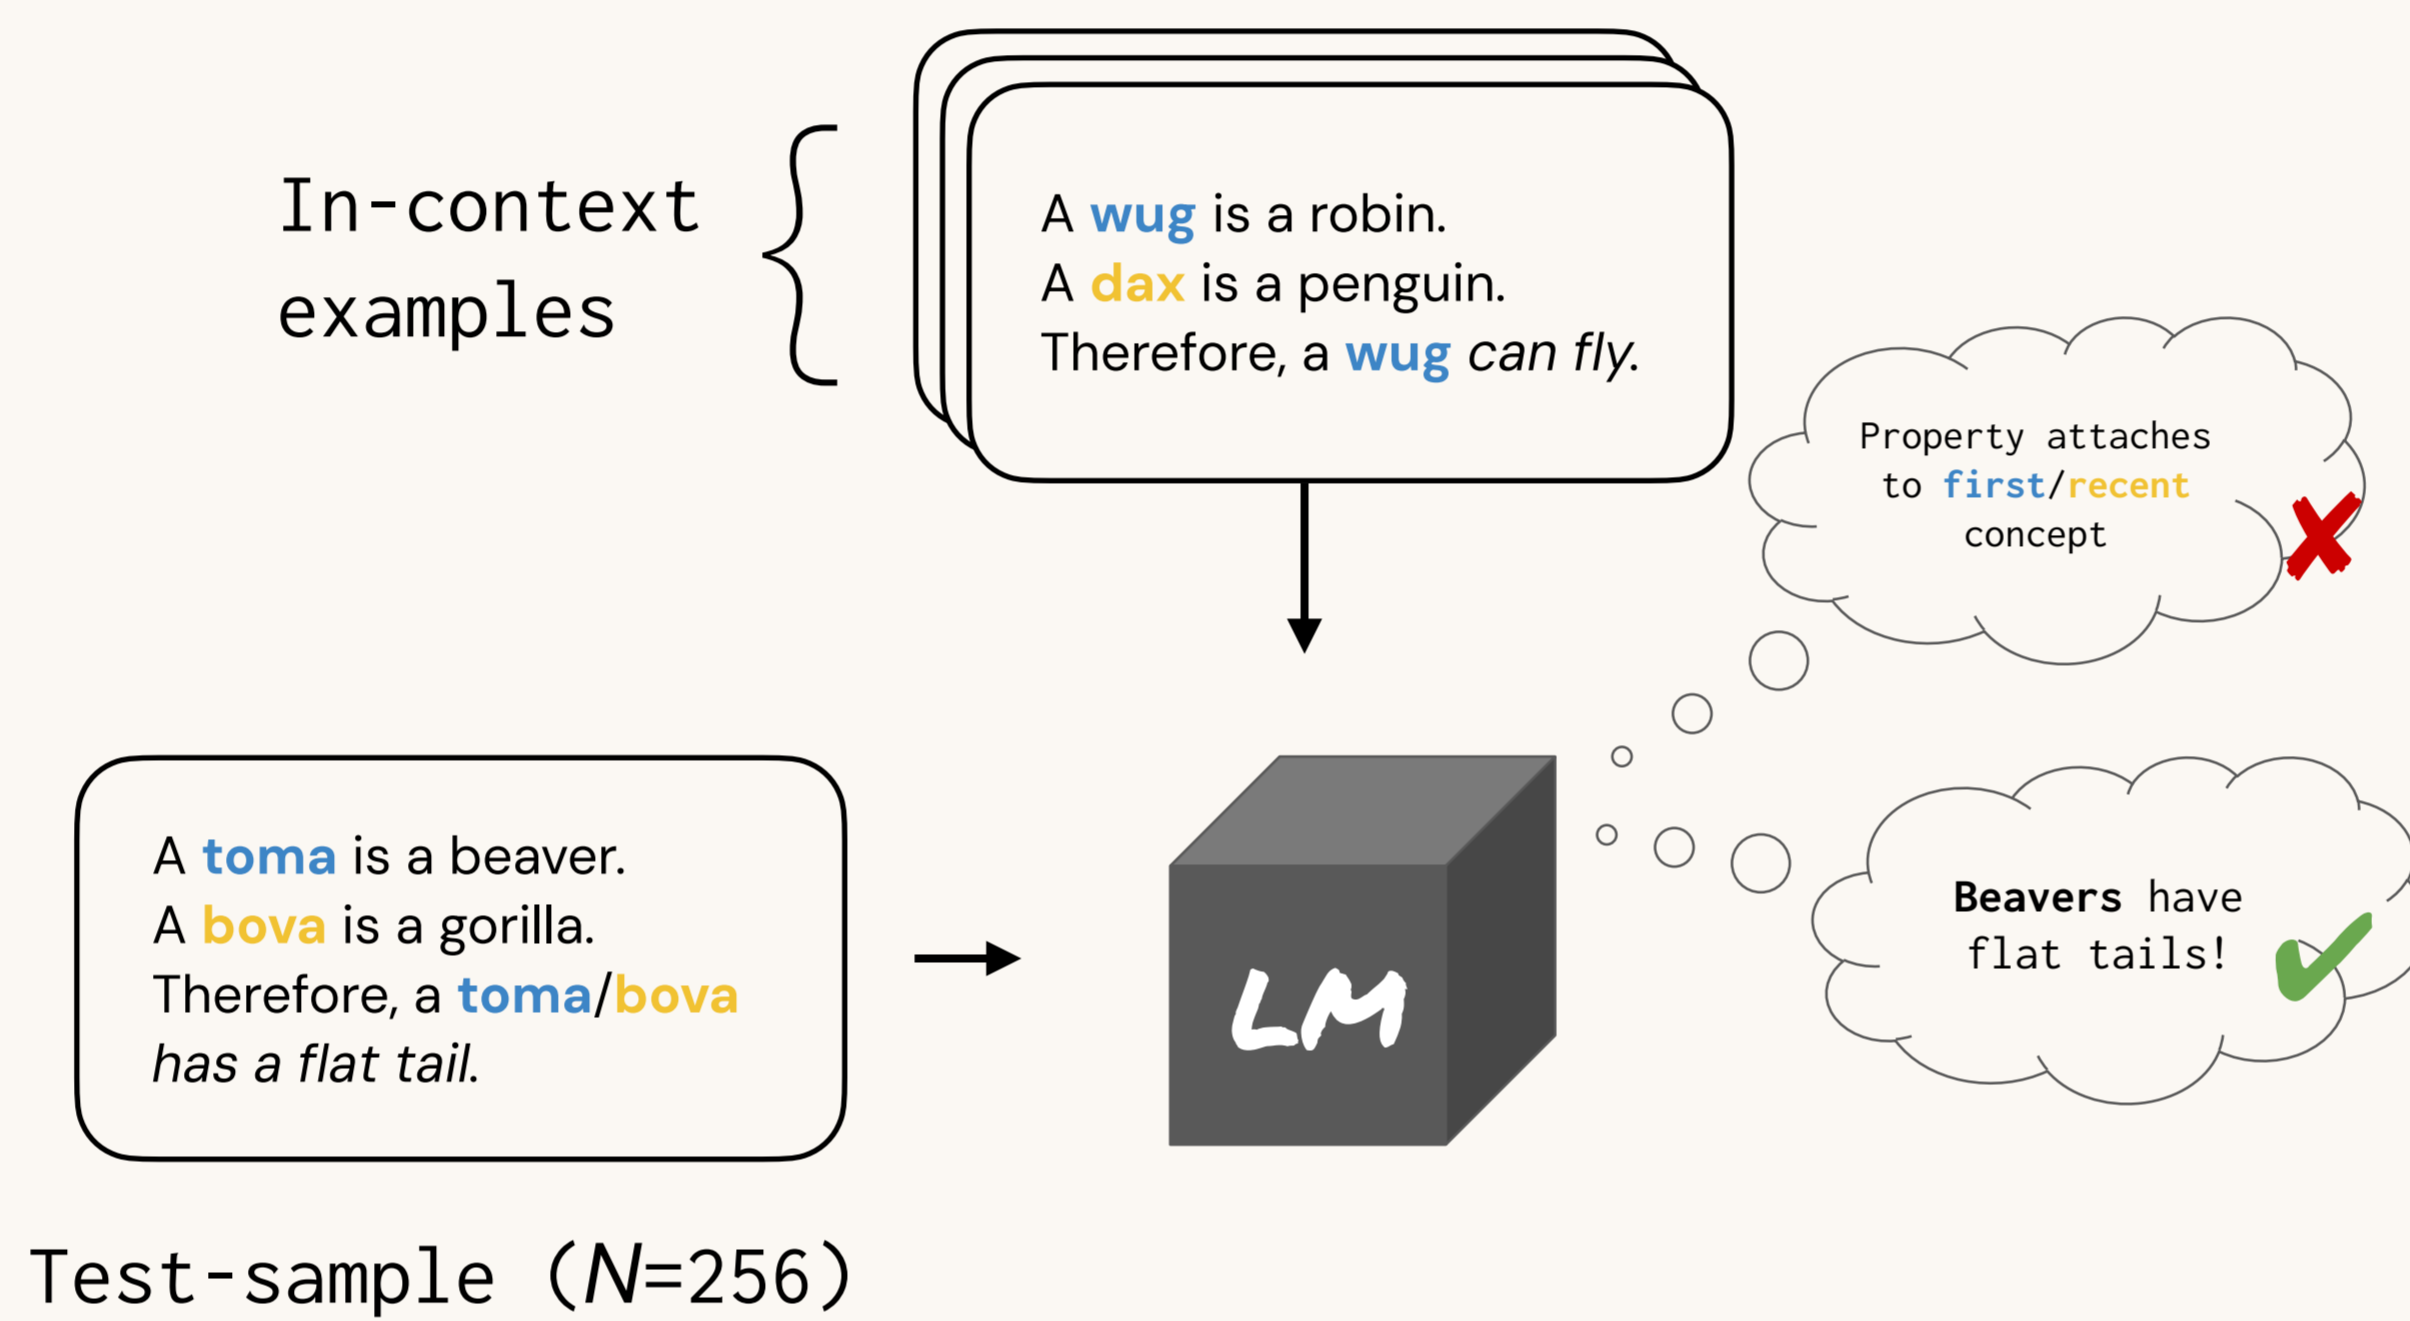 In-context
examples
A wug is a robin.
A dax is a penguin.
Therefore, a wug can fly.
Property attaches
to first/recent
concept
A toma is a beaver.
A bova is a gorilla.
Therefore, a toma/bova
has a flat tail.
LM
Beavers have
flat tails!
Test-sample (N=256)